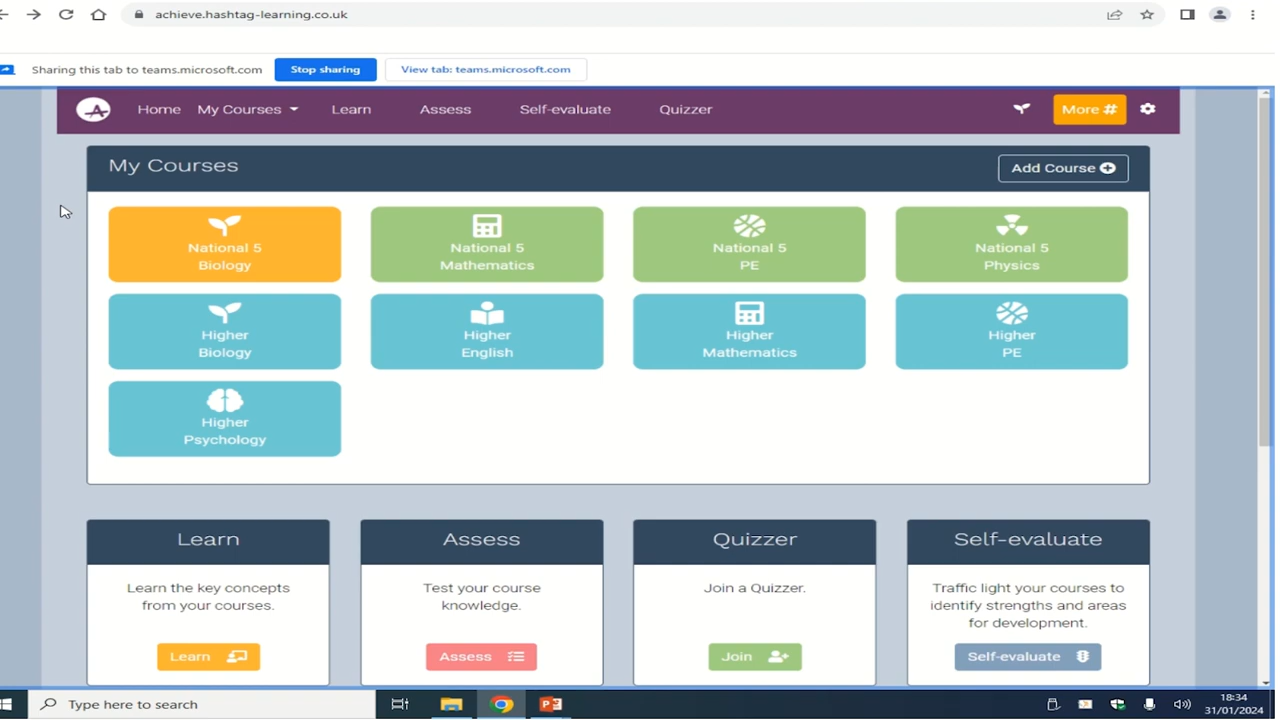 achieve.hashtag-learning.co.uk
Sharing this tab to teams.microsoft.com Stop sharing View tab: teams.microsoft.com
Home My Courses Learn Assess Self-evaluate Quizzer More #
My Courses
Add Course
National 5
Biology
National 5
Mathematics
National 5
PE
National 5
Physics
Higher
Biology
Higher
English
Higher
Mathematics
Higher
PE
Higher
Psychology
Learn
Learn the key concepts
from your courses.
Learn
Assess
Test your course
knowledge.
Assess
Quizzer
Join a Quizzer.
Join
Self-evaluate
Traffic light your courses to
identify strengths and areas
for development.
Self-evaluate
Type here to search
18:34
31/01/2024